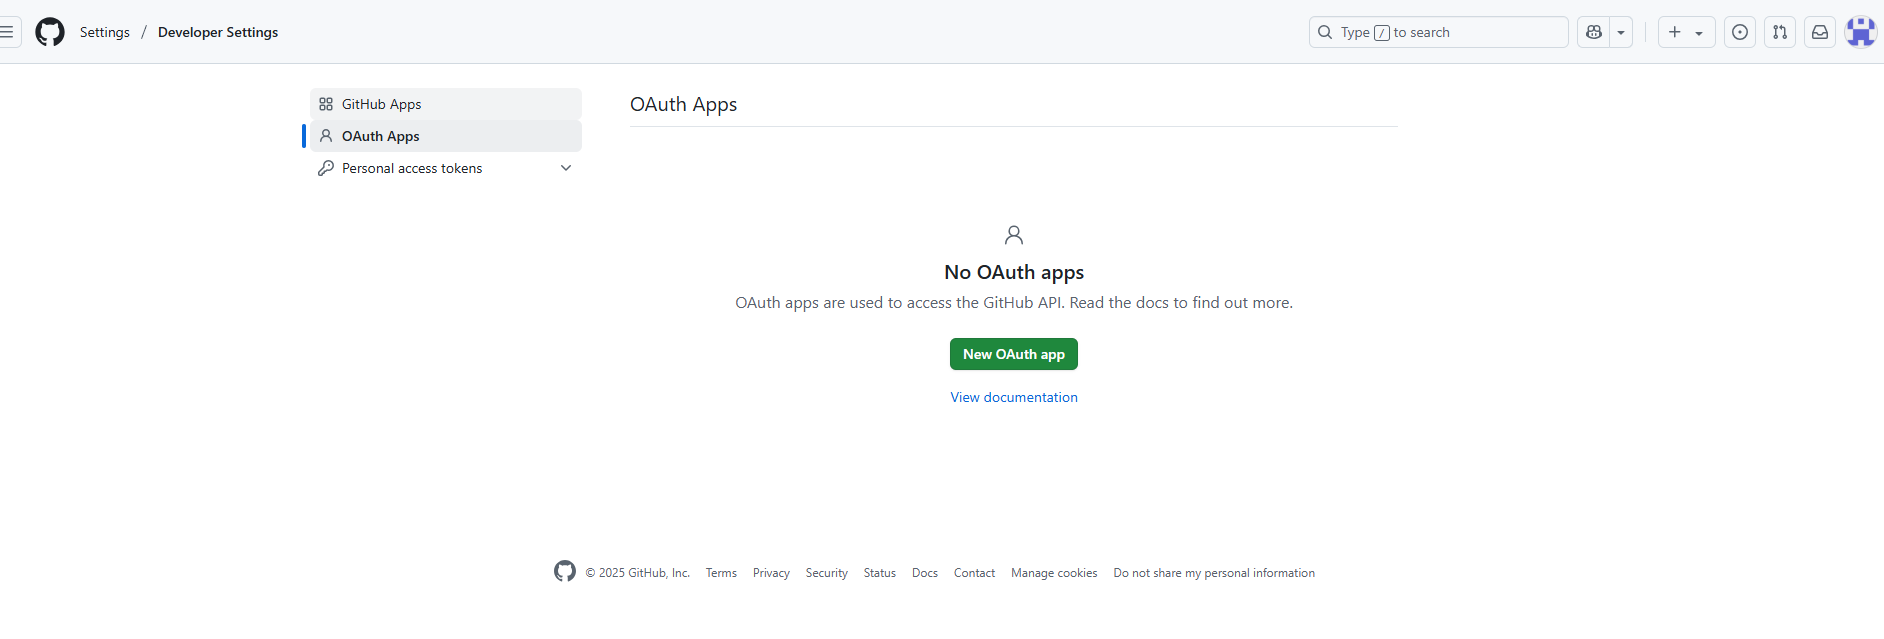 Settings / Developer Settings
Type / to search
GitHub Apps
OAuth Apps
Personal access tokens
OAuth Apps
No OAuth apps
OAuth apps are used to access the GitHub API. Read the docs to find out more.
New OAuth app
View documentation
© 2025 GitHub, Inc. Terms Privacy Security Status Docs Contact Manage cookies Do not share my personal information